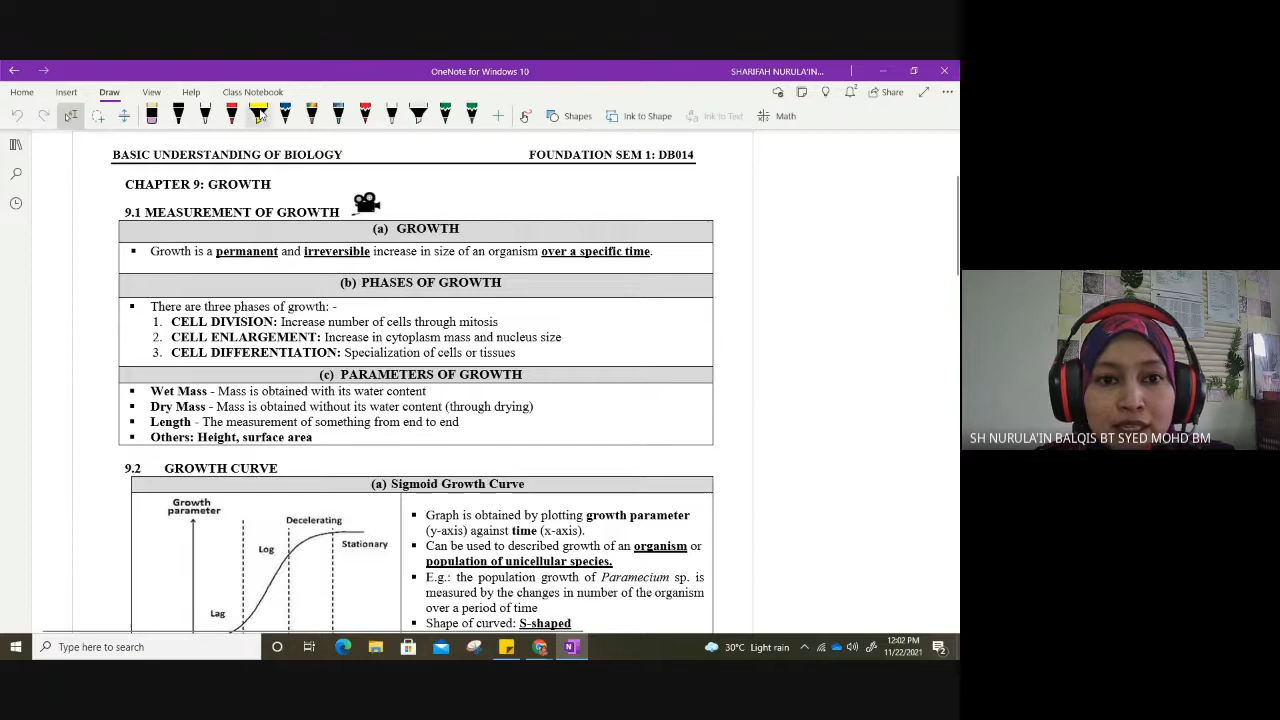 OneNote for Windows 10
SHARIFAH NURULA'IN...
Home Insert Draw View Help Class Notebook
Share
Shapes Ink to Shape Ink to Text Math
BASIC UNDERSTANDING OF BIOLOGY FOUNDATION SEM 1: DB014
CHAPTER 9: GROWTH
9.1 MEASUREMENT OF GROWTH
(a) GROWTH
▪ Growth is a permanent and irreversible increase in size of an organism over a specific time.
(b) PHASES OF GROWTH
▪ There are three phases of growth: -
1. CELL DIVISION: Increase number of cells through mitosis
2. CELL ENLARGEMENT: Increase in cytoplasm mass and nucleus size
3. CELL DIFFERENTIATION: Specialization of cells or tissues
(c) PARAMETERS OF GROWTH
▪ Wet Mass - Mass is obtained with its water content
▪ Dry Mass - Mass is obtained without its water content (through drying)
▪ Length - The measurement of something from end to end
▪ Others: Height, surface area
9.2 GROWTH CURVE
(a) Sigmoid Growth Curve
Growth
parameter
Decelerating
Log
Stationary
Lag
▪ Graph is obtained by plotting growth parameter
(y-axis) against time (x-axis).
▪ Can be used to described growth of an organism or
population of unicellular species.
▪ E.g.: the population growth of Paramecium sp. is
measured by the changes in number of the organism
over a period of time
▪ Shape of curved: S-shaped
Type here to search
30°C Light rain
12:02 PM
11/22/2021
2
SH NURULA'IN BALQIS BT SYED MOHD BM